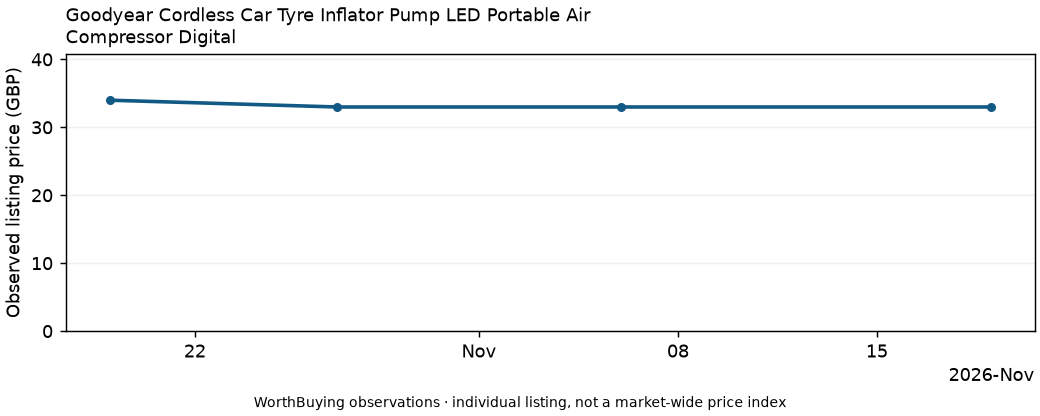 Goodyear Cordless Car Tyre Inflator Pump LED Portable Air
Compressor Digital
Observed listing price (GBP)
40
30
20
10
0
22
Nov
08
15
2026-Nov
WorthBuying observations · individual listing, not a market-wide price index